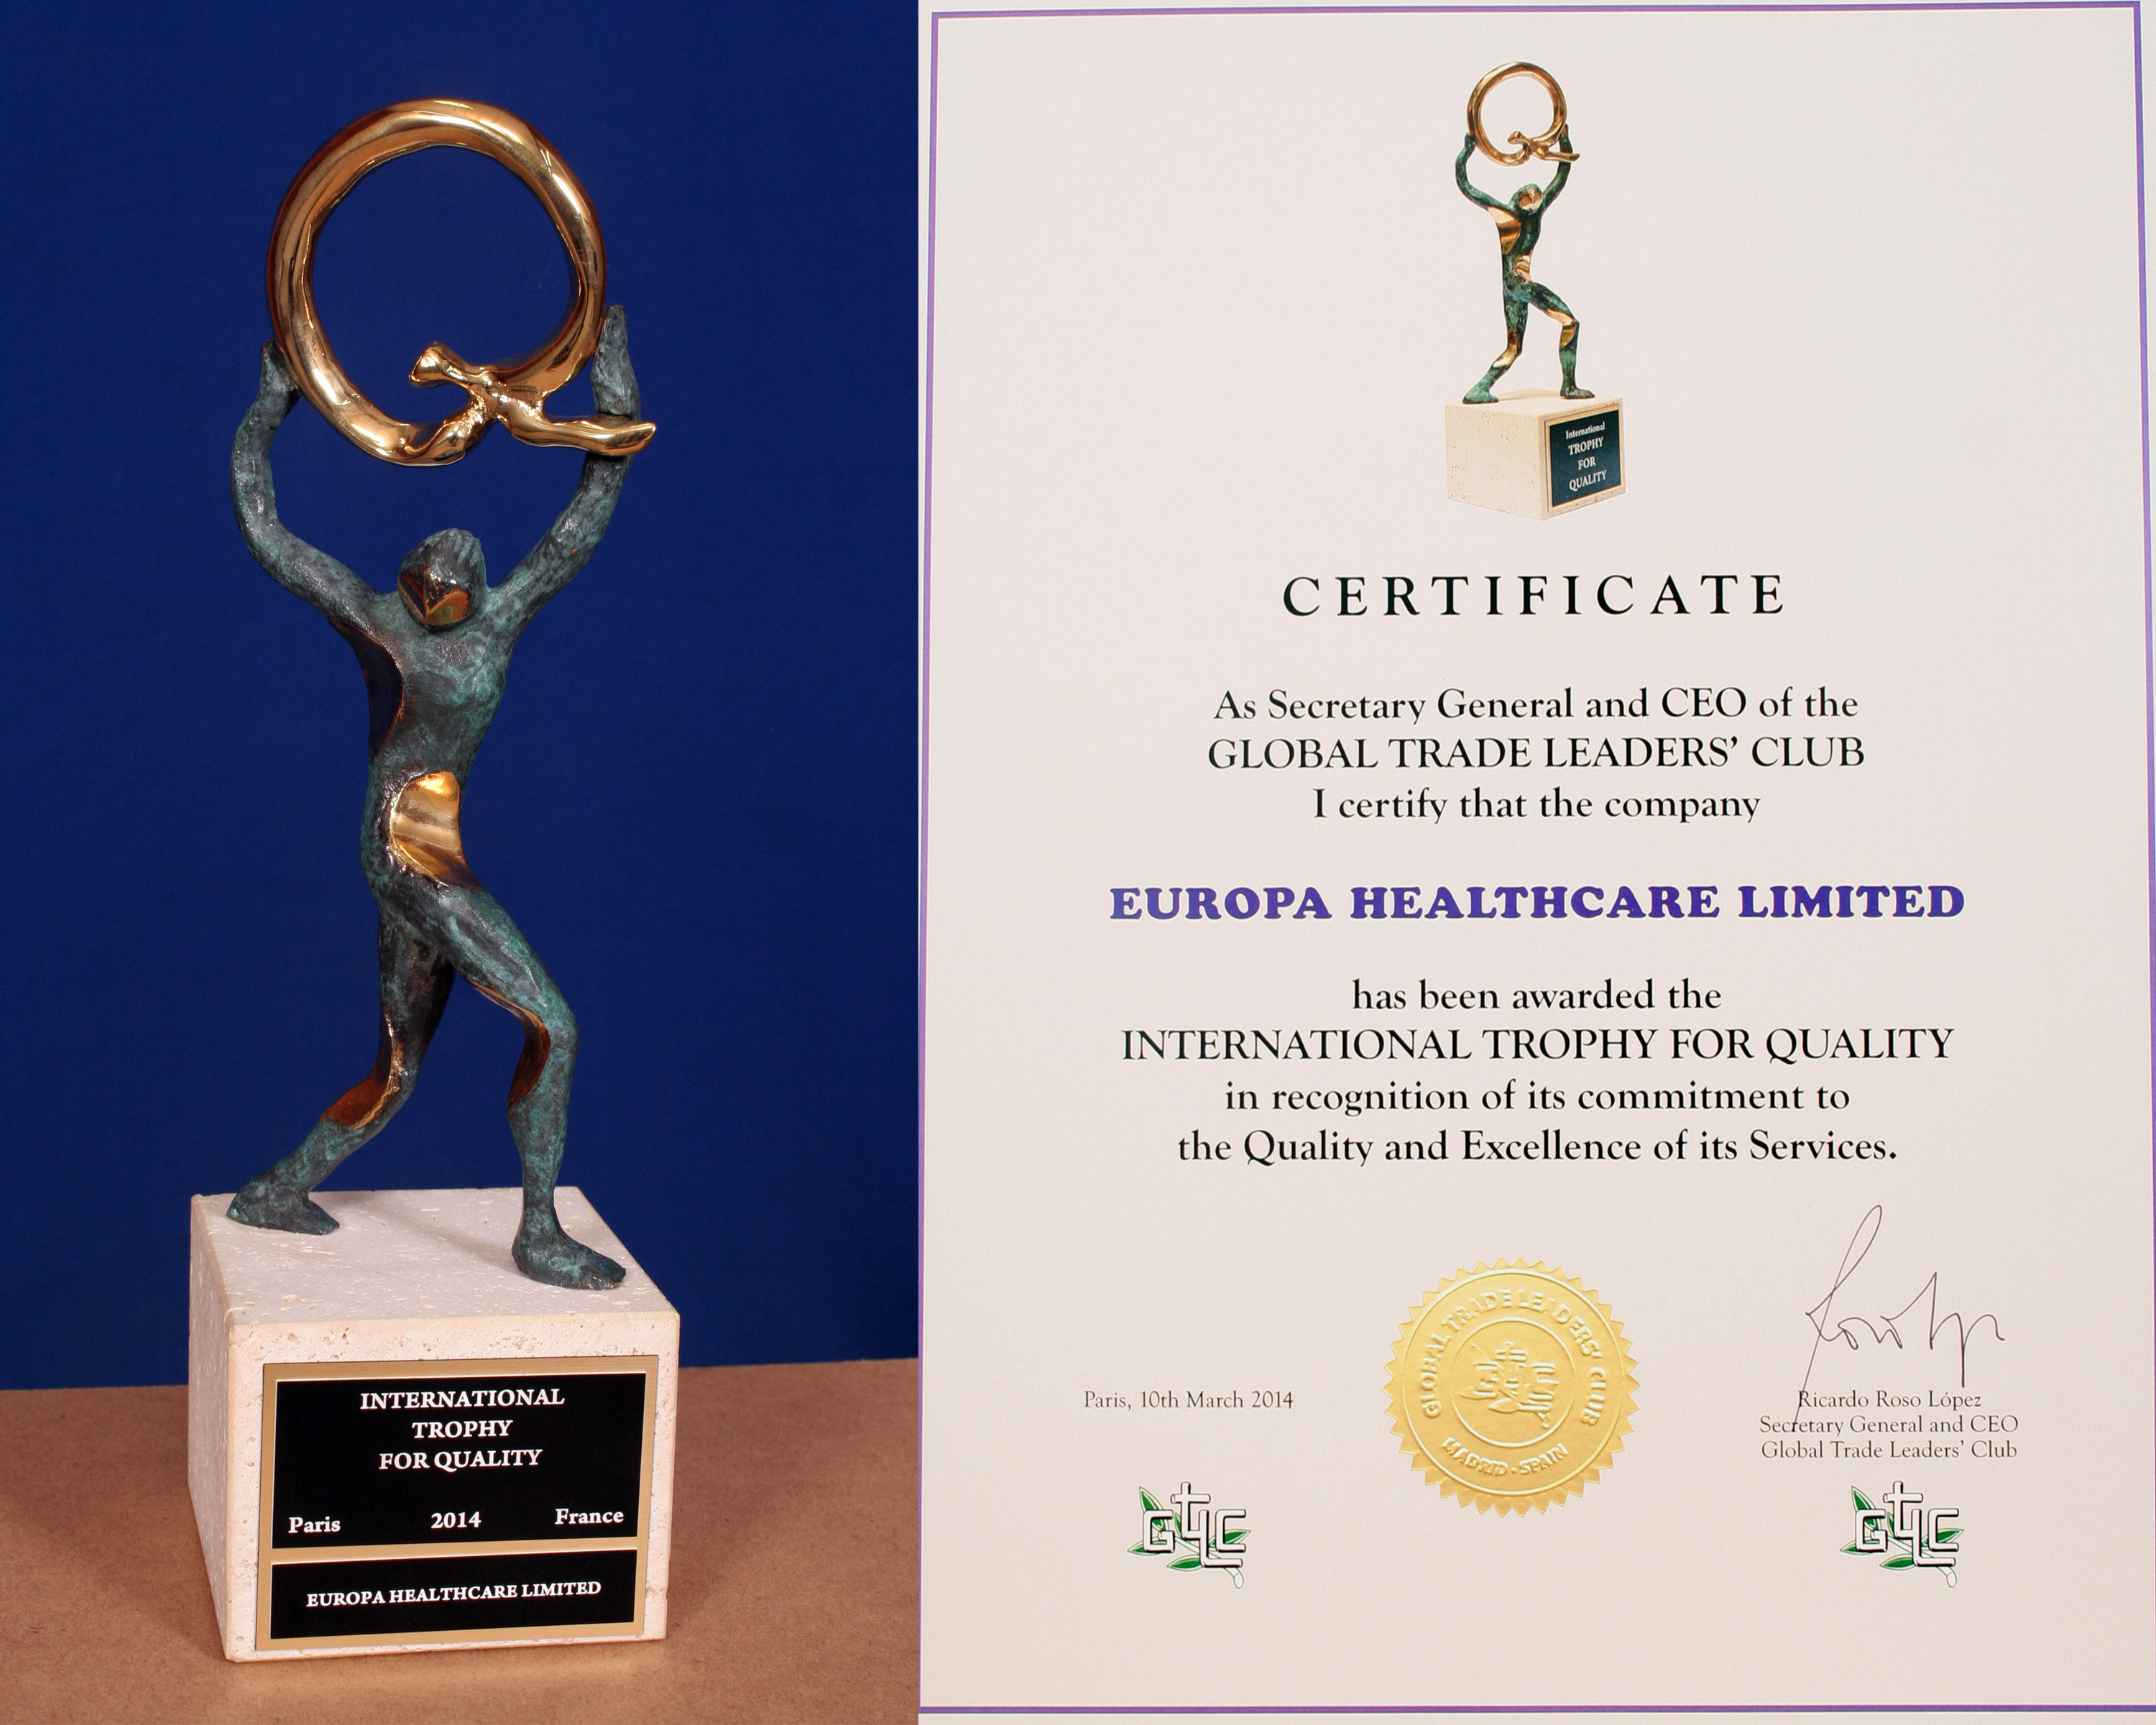 INTERNATIONAL
TROPHY
FOR QUALITY
Paris 2014 France
EUROPA HEALTHCARE LIMITED
International
TROPHY
FOR
QUALITY
CERTIFICATE
As Secretary General and CEO of the
GLOBAL TRADE LEADERS' CLUB
I certify that the company
EUROPA HEALTHCARE LIMITED
has been awarded the
INTERNATIONAL TROPHY FOR QUALITY
in recognition of its commitment to
the Quality and Excellence of its Services.
Paris, 10th March 2014
GLOBAL TRADE LEADERS' CLUB
MADRID - SPAIN
Ricardo Roso López
Secretary General and CEO
Global Trade Leaders' Club
GtLC
GtLC